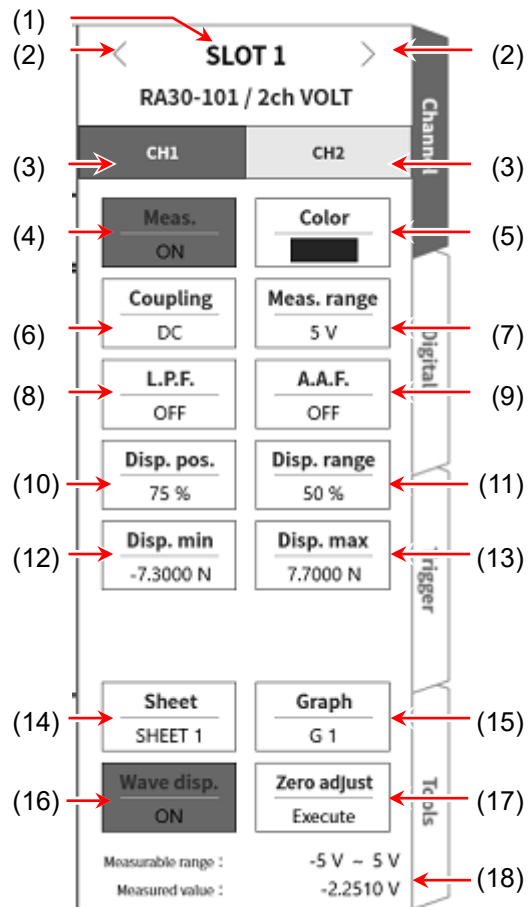 (1)
(2) < SLOT 1 > (2)
RA30-101 / 2ch VOLT
Channel
(3) CH1 CH2 (3)
(4) Meas. Color (5)
ON
Coupling Meas. range
(6) DC 5 V (7)
Digital
L.P.F. A.A.F.
(8) OFF OFF (9)
Disp. pos. Disp. range
(10) 75 % 50 % (11)
Disp. min Disp. max
(12) -7.3000 N 7.7000 N (13)
Trigger
Sheet Graph
(14) SHEET 1 G 1 (15)
Wave disp. Zero adjust
(16) ON Execute (17)
Tools
Measurable range : -5 V ~ 5 V
Measured value : -2.2510 V (18)